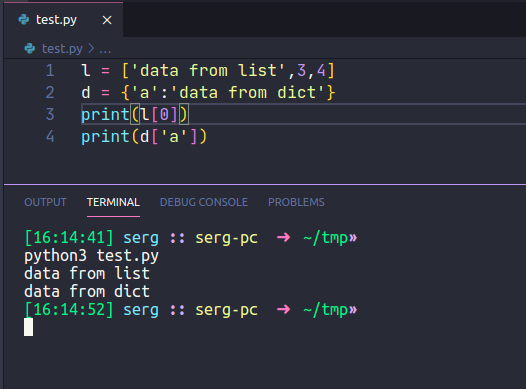 test.py ×
test.py > ...
1 l = ['data from list',3,4]
2 d = {'a':'data from dict'}
3 print(l[0])
4 print(d['a'])
OUTPUT TERMINAL DEBUG CONSOLE PROBLEMS
[16:14:41] serg :: serg-pc ➜ ~/tmp»
python3 test.py
data from list
data from dict
[16:14:52] serg :: serg-pc ➜ ~/tmp»